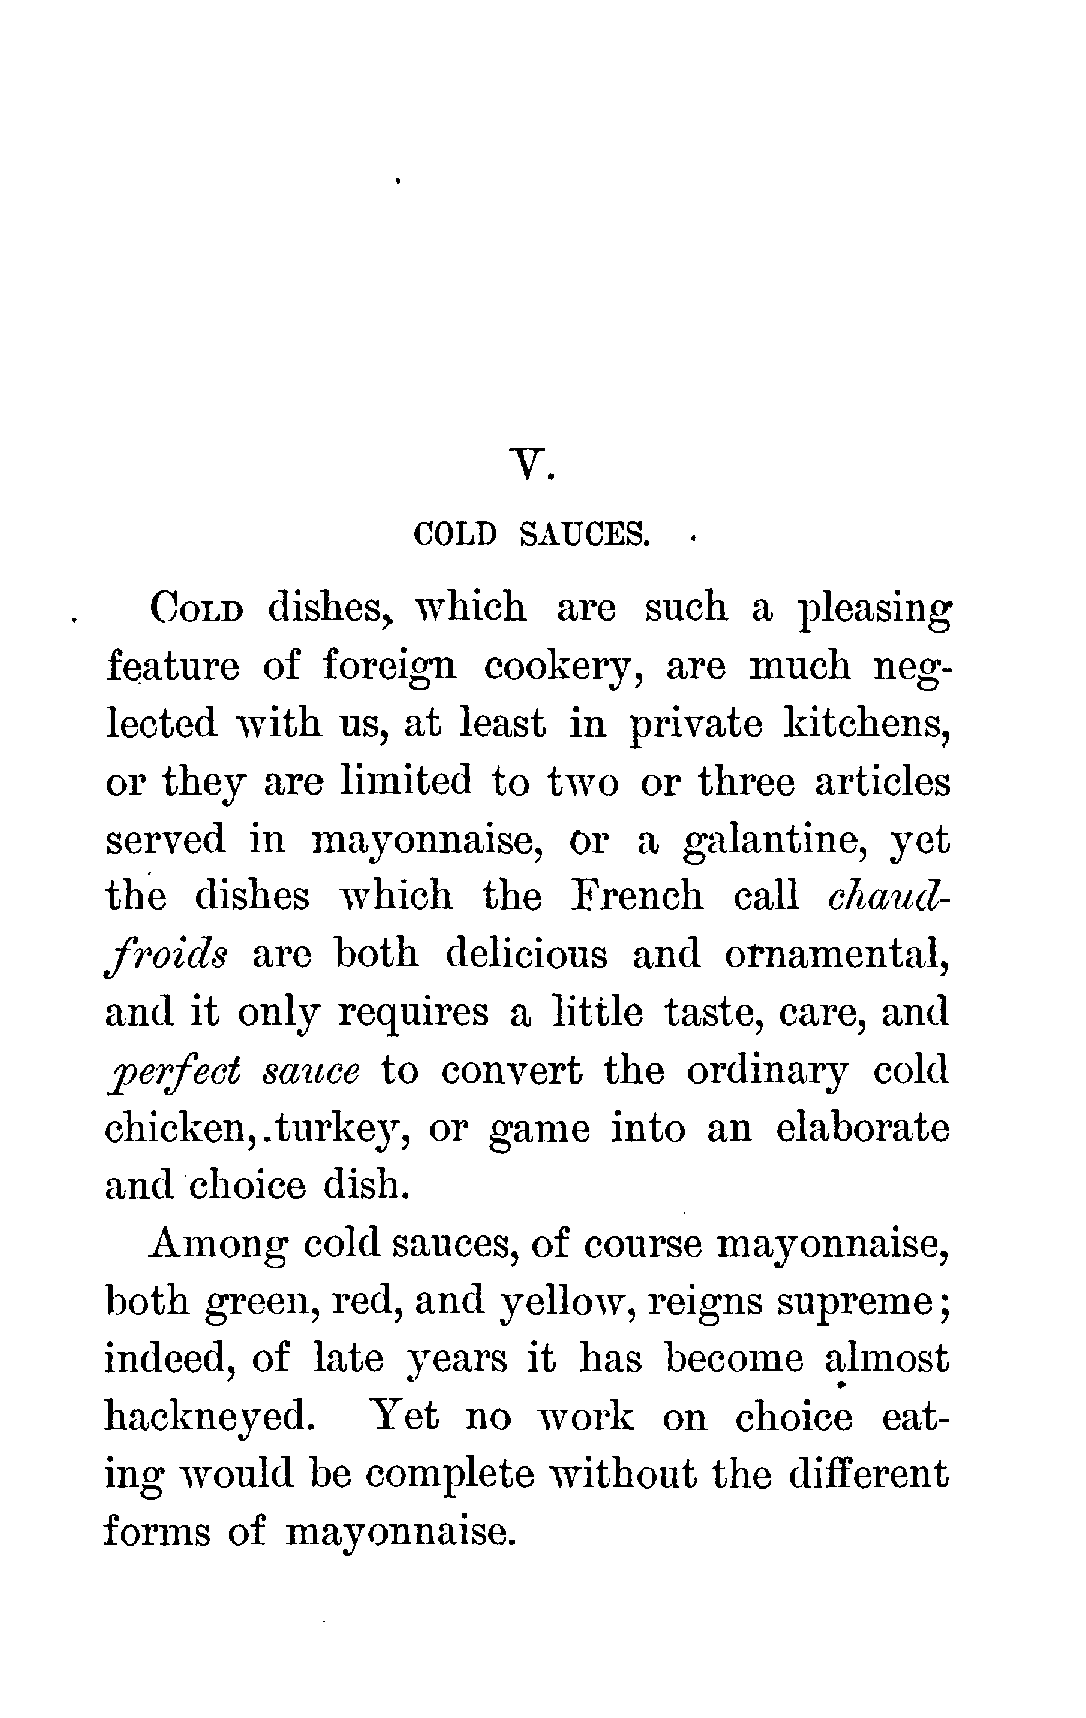 V.
COLD SAUCES.
COLD dishes, which are such a pleasing
feature of foreign cookery, are much neg-
lected with us, at least in private kitchens,
or they are limited to two or three articles
served in mayonnaise, or a galantine, yet
the dishes which the French call chaud-
froids are both delicious and ornamental,
and it only requires a little taste, care, and
perfect sauce to convert the ordinary cold
chicken, turkey, or game into an elaborate
and choice dish.
Among cold sauces, of course mayonnaise,
both green, red, and yellow, reigns supreme;
indeed, of late years it has become almost
hackneyed. Yet no work on choice eat-
ing would be complete without the different
forms of mayonnaise.